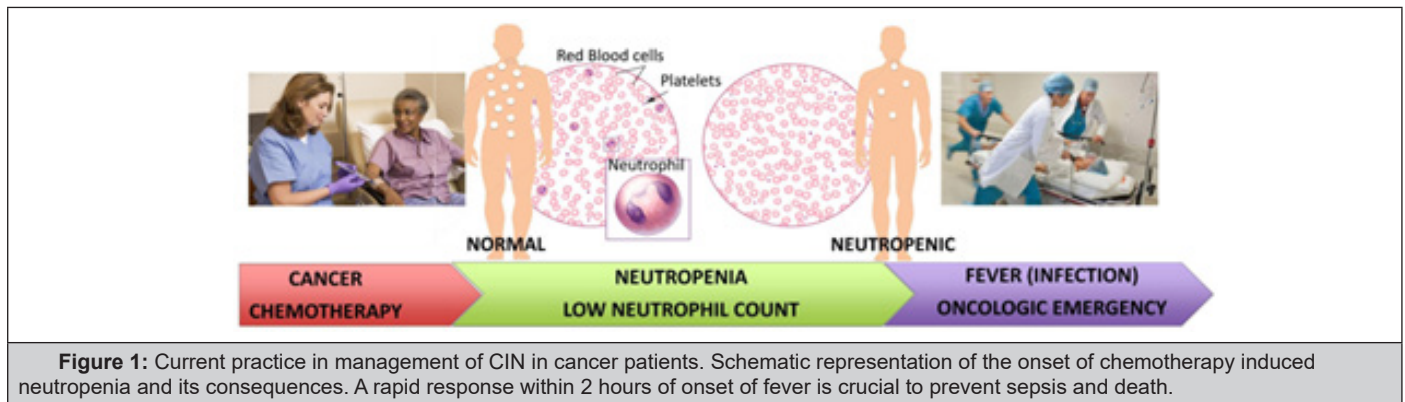 Red Blood cells
Platelets
Neutrophil
NORMAL
NEUTROPENIC
CANCER
CHEMOTHERAPY
NEUTROPENIA
LOW NEUTROPHIL COUNT
FEVER (INFECTION)
ONCOLOGIC EMERGENCY
Figure 1: Current practice in management of CIN in cancer patients. Schematic representation of the onset of chemotherapy induced
neutropenia and its consequences. A rapid response within 2 hours of onset of fever is crucial to prevent sepsis and death.